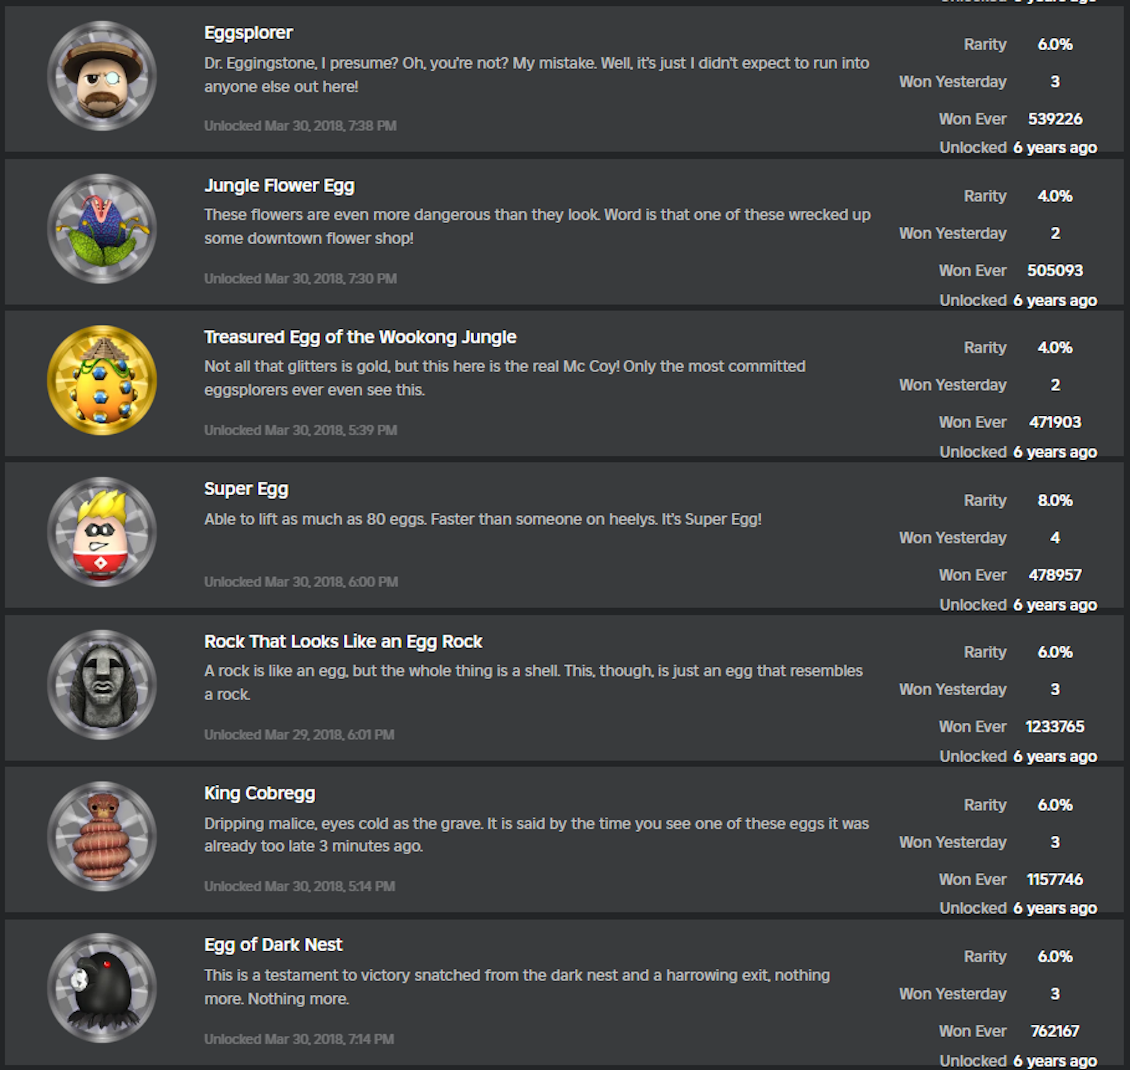 Eggsplorer
Dr. Eggingstone, I presume? Oh, you're not? My mistake. Well, it's just I didn't expect to run into
anyone else out here!
Unlocked Mar 30, 2018, 7:38 PM
Rarity 6.0%
Won Yesterday 3
Won Ever 539226
Unlocked 6 years ago
Jungle Flower Egg
These flowers are even more dangerous than they look. Word is that one of these wrecked up
some downtown flower shop!
Unlocked Mar 30, 2018, 7:30 PM
Rarity 4.0%
Won Yesterday 2
Won Ever 505093
Unlocked 6 years ago
Treasured Egg of the Wookong Jungle
Not all that glitters is gold, but this here is the real Mc Coy! Only the most committed
eggsplorers ever even see this.
Unlocked Mar 30, 2018, 5:39 PM
Rarity 4.0%
Won Yesterday 2
Won Ever 471903
Unlocked 6 years ago
Super Egg
Able to lift as much as 80 eggs. Faster than someone on heelys. It's Super Egg!
Unlocked Mar 30, 2018, 6:00 PM
Rarity 8.0%
Won Yesterday 4
Won Ever 478957
Unlocked 6 years ago
Rock That Looks Like an Egg Rock
A rock is like an egg, but the whole thing is a shell. This, though, is just an egg that resembles
a rock.
Unlocked Mar 29, 2018, 6:01 PM
Rarity 6.0%
Won Yesterday 3
Won Ever 1233765
Unlocked 6 years ago
King Cobregg
Dripping malice, eyes cold as the grave. It is said by the time you see one of these eggs it was
already too late 3 minutes ago.
Unlocked Mar 30, 2018, 5:14 PM
Rarity 6.0%
Won Yesterday 3
Won Ever 1157746
Unlocked 6 years ago
Egg of Dark Nest
This is a testament to victory snatched from the dark nest and a harrowing exit, nothing
more. Nothing more.
Unlocked Mar 30, 2018, 7:14 PM
Rarity 6.0%
Won Yesterday 3
Won Ever 762167
Unlocked 6 years ago